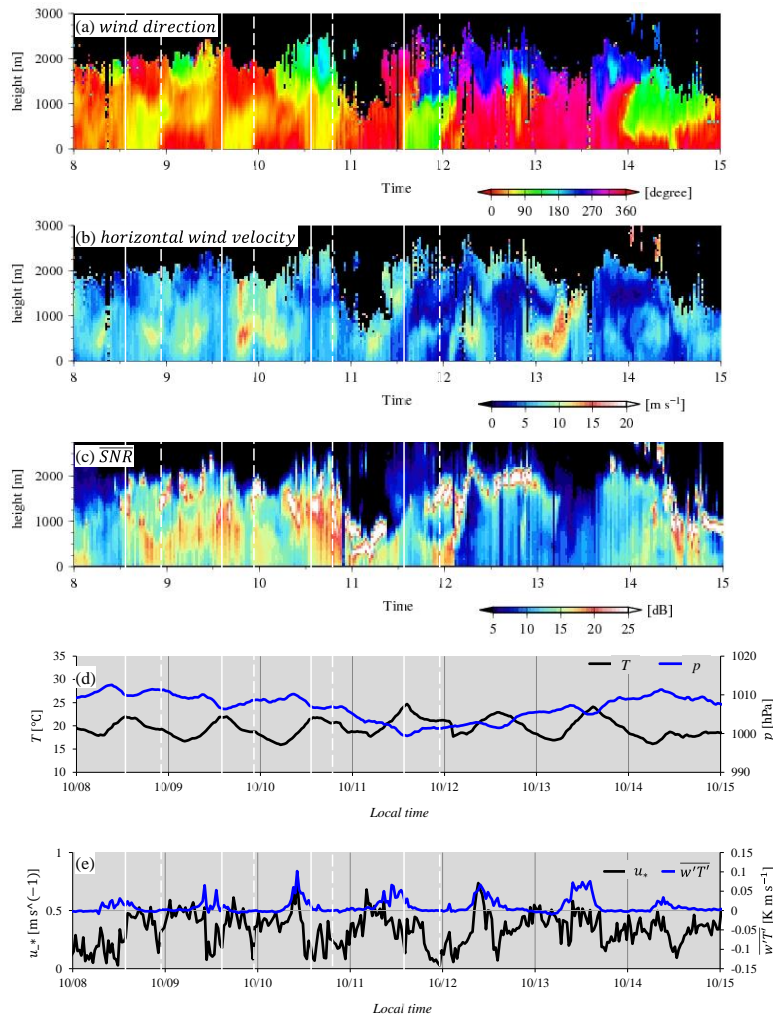 (a) wind direction
3000
2000
1000
0
height [m]
8 9 10 11 12 13 14 15
Time
0 90 180 270 360
[degree]
(b) horizontal wind velocity
3000
2000
1000
0
height [m]
8 9 10 11 12 13 14 15
Time
0 5 10 15 20
[m s⁻¹]
(c) SNR
2000
1000
0
height [m]
8 9 10 11 12 13 14 15
Time
5 10 15 20 25
[dB]
(d)
T p
35
30
25
20
15
10
T [°C]
1020
1010
1000
990
p [hPa]
10/08 10/09 10/10 10/11 10/12 10/13 10/14 10/15
Local time
(e)
u* w'T'
1
0.5
0
u_* [m s^(−1)]
0.15
0.1
0.05
0
-0.05
-0.1
-0.15
w'T' [K m s⁻¹]
10/08 10/09 10/10 10/11 10/12 10/13 10/14 10/15
Local time